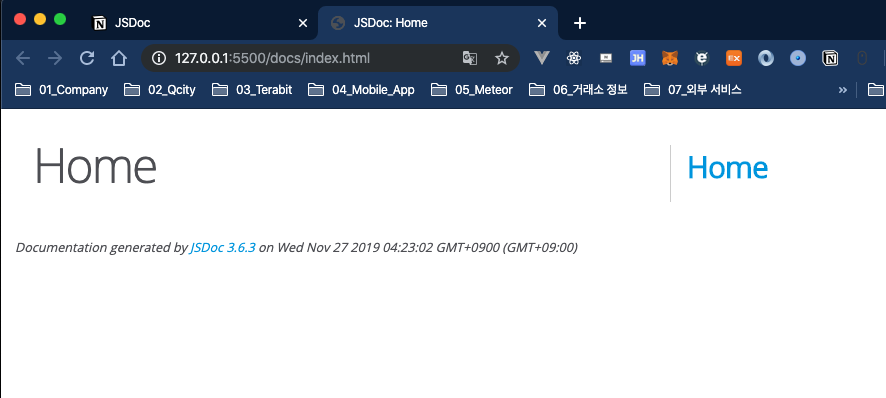 JSDoc
JSDoc: Home
127.0.0.1:5500/docs/index.html
JH
EX
01_Company 02_Qcity 03_Terabit 04_Mobile_App 05_Meteor 06_거래소 정보 07_외부 서비스 »
Home
Home
Documentation generated by JSDoc 3.6.3 on Wed Nov 27 2019 04:23:02 GMT+0900 (GMT+09:00)